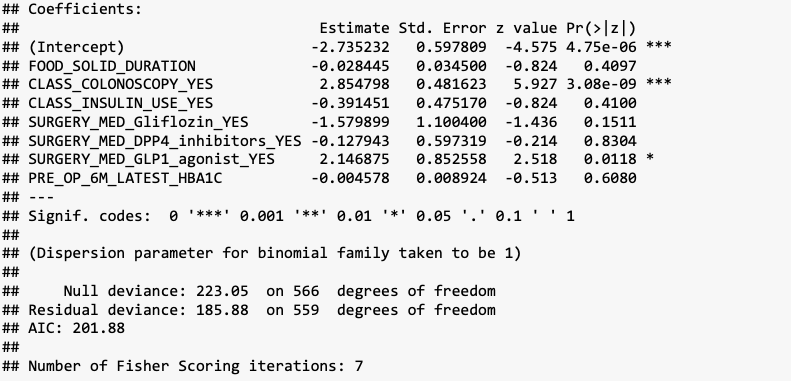 ## Coefficients:
##                               Estimate Std. Error z value Pr(>|z|)
## (Intercept)                  -2.735232   0.597809  -4.575 4.75e-06 ***
## FOOD_SOLID_DURATION          -0.028445   0.034500  -0.824   0.4097
## CLASS_COLONOSCOPY_YES         2.854798   0.481623   5.927 3.08e-09 ***
## CLASS_INSULIN_USE_YES        -0.391451   0.475170  -0.824   0.4100
## SURGERY_MED_Gliflozin_YES    -1.579899   1.100400  -1.436   0.1511
## SURGERY_MED_DPP4_inhibitors_YES -0.127943   0.597319  -0.214   0.8304
## SURGERY_MED_GLP1_agonist_YES  2.146875   0.852558   2.518   0.0118 *
## PRE_OP_6M_LATEST_HBA1C       -0.004578   0.008924  -0.513   0.6080
## ---
## Signif. codes:  0 '***' 0.001 '**' 0.01 '*' 0.05 '.' 0.1 ' ' 1
##
## (Dispersion parameter for binomial family taken to be 1)
##
##     Null deviance: 223.05  on 566  degrees of freedom
## Residual deviance: 185.88  on 559  degrees of freedom
## AIC: 201.88
##
## Number of Fisher Scoring iterations: 7